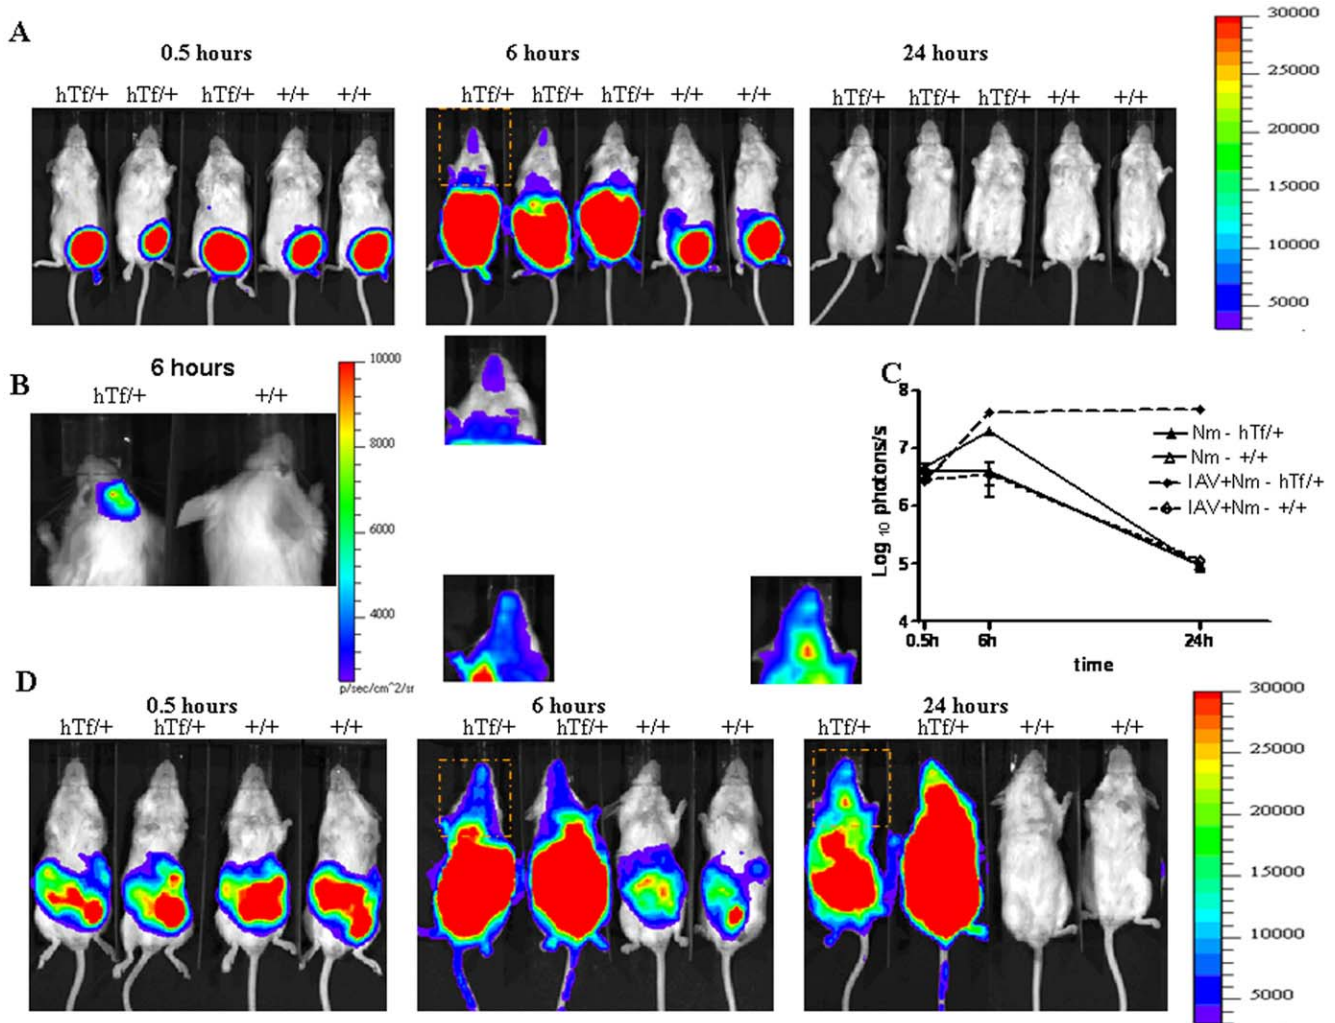 A
0.5 hours
6 hours
24 hours
hTf/+ hTf/+ hTf/+ +/+ +/+
hTf/+ hTf/+ hTf/+ +/+ +/+
hTf/+ hTf/+ hTf/+ +/+ +/+
30000
25000
20000
15000
10000
5000
B
6 hours
hTf/+ +/+
10000
8000
6000
4000
p/sec/cm^2/sr
C
8
7
6
5
4
Log 10 photons/s
0.5h 6h 24h
time
Nm - hTf/+
Nm - +/+
IAV+Nm - hTf/+
IAV+Nm - +/+
D
0.5 hours
6 hours
24 hours
hTf/+ hTf/+ +/+ +/+
hTf/+ hTf/+ +/+ +/+
hTf/+ hTf/+ +/+ +/+
30000
25000
20000
15000
10000
5000